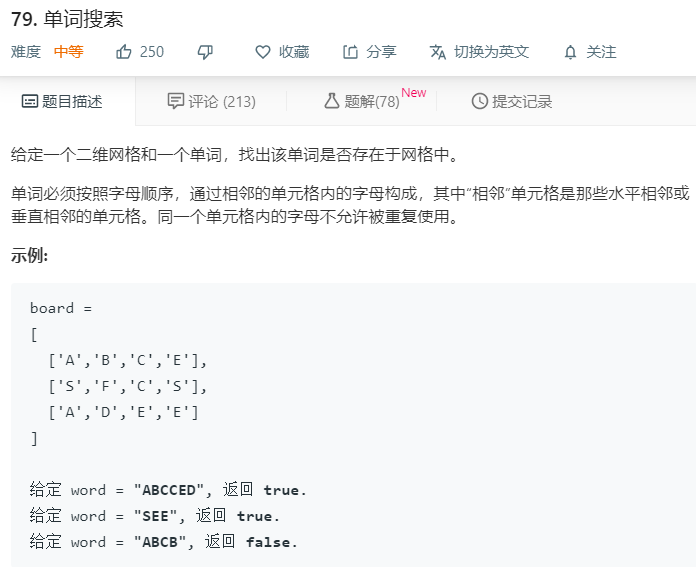 79. 单词搜索
难度 中等 250 收藏 分享 切换为英文 关注
题目描述 评论 (213) 题解(78) New 提交记录
给定一个二维网格和一个单词，找出该单词是否存在于网格中。
单词必须按照字母顺序，通过相邻的单元格内的字母构成，其中“相邻”单元格是那些水平相邻或
垂直相邻的单元格。同一个单元格内的字母不允许被重复使用。
示例:
board =
[
  ['A','B','C','E'],
  ['S','F','C','S'],
  ['A','D','E','E']
]
给定 word = "ABCCED", 返回 true.
给定 word = "SEE", 返回 true.
给定 word = "ABCB", 返回 false.